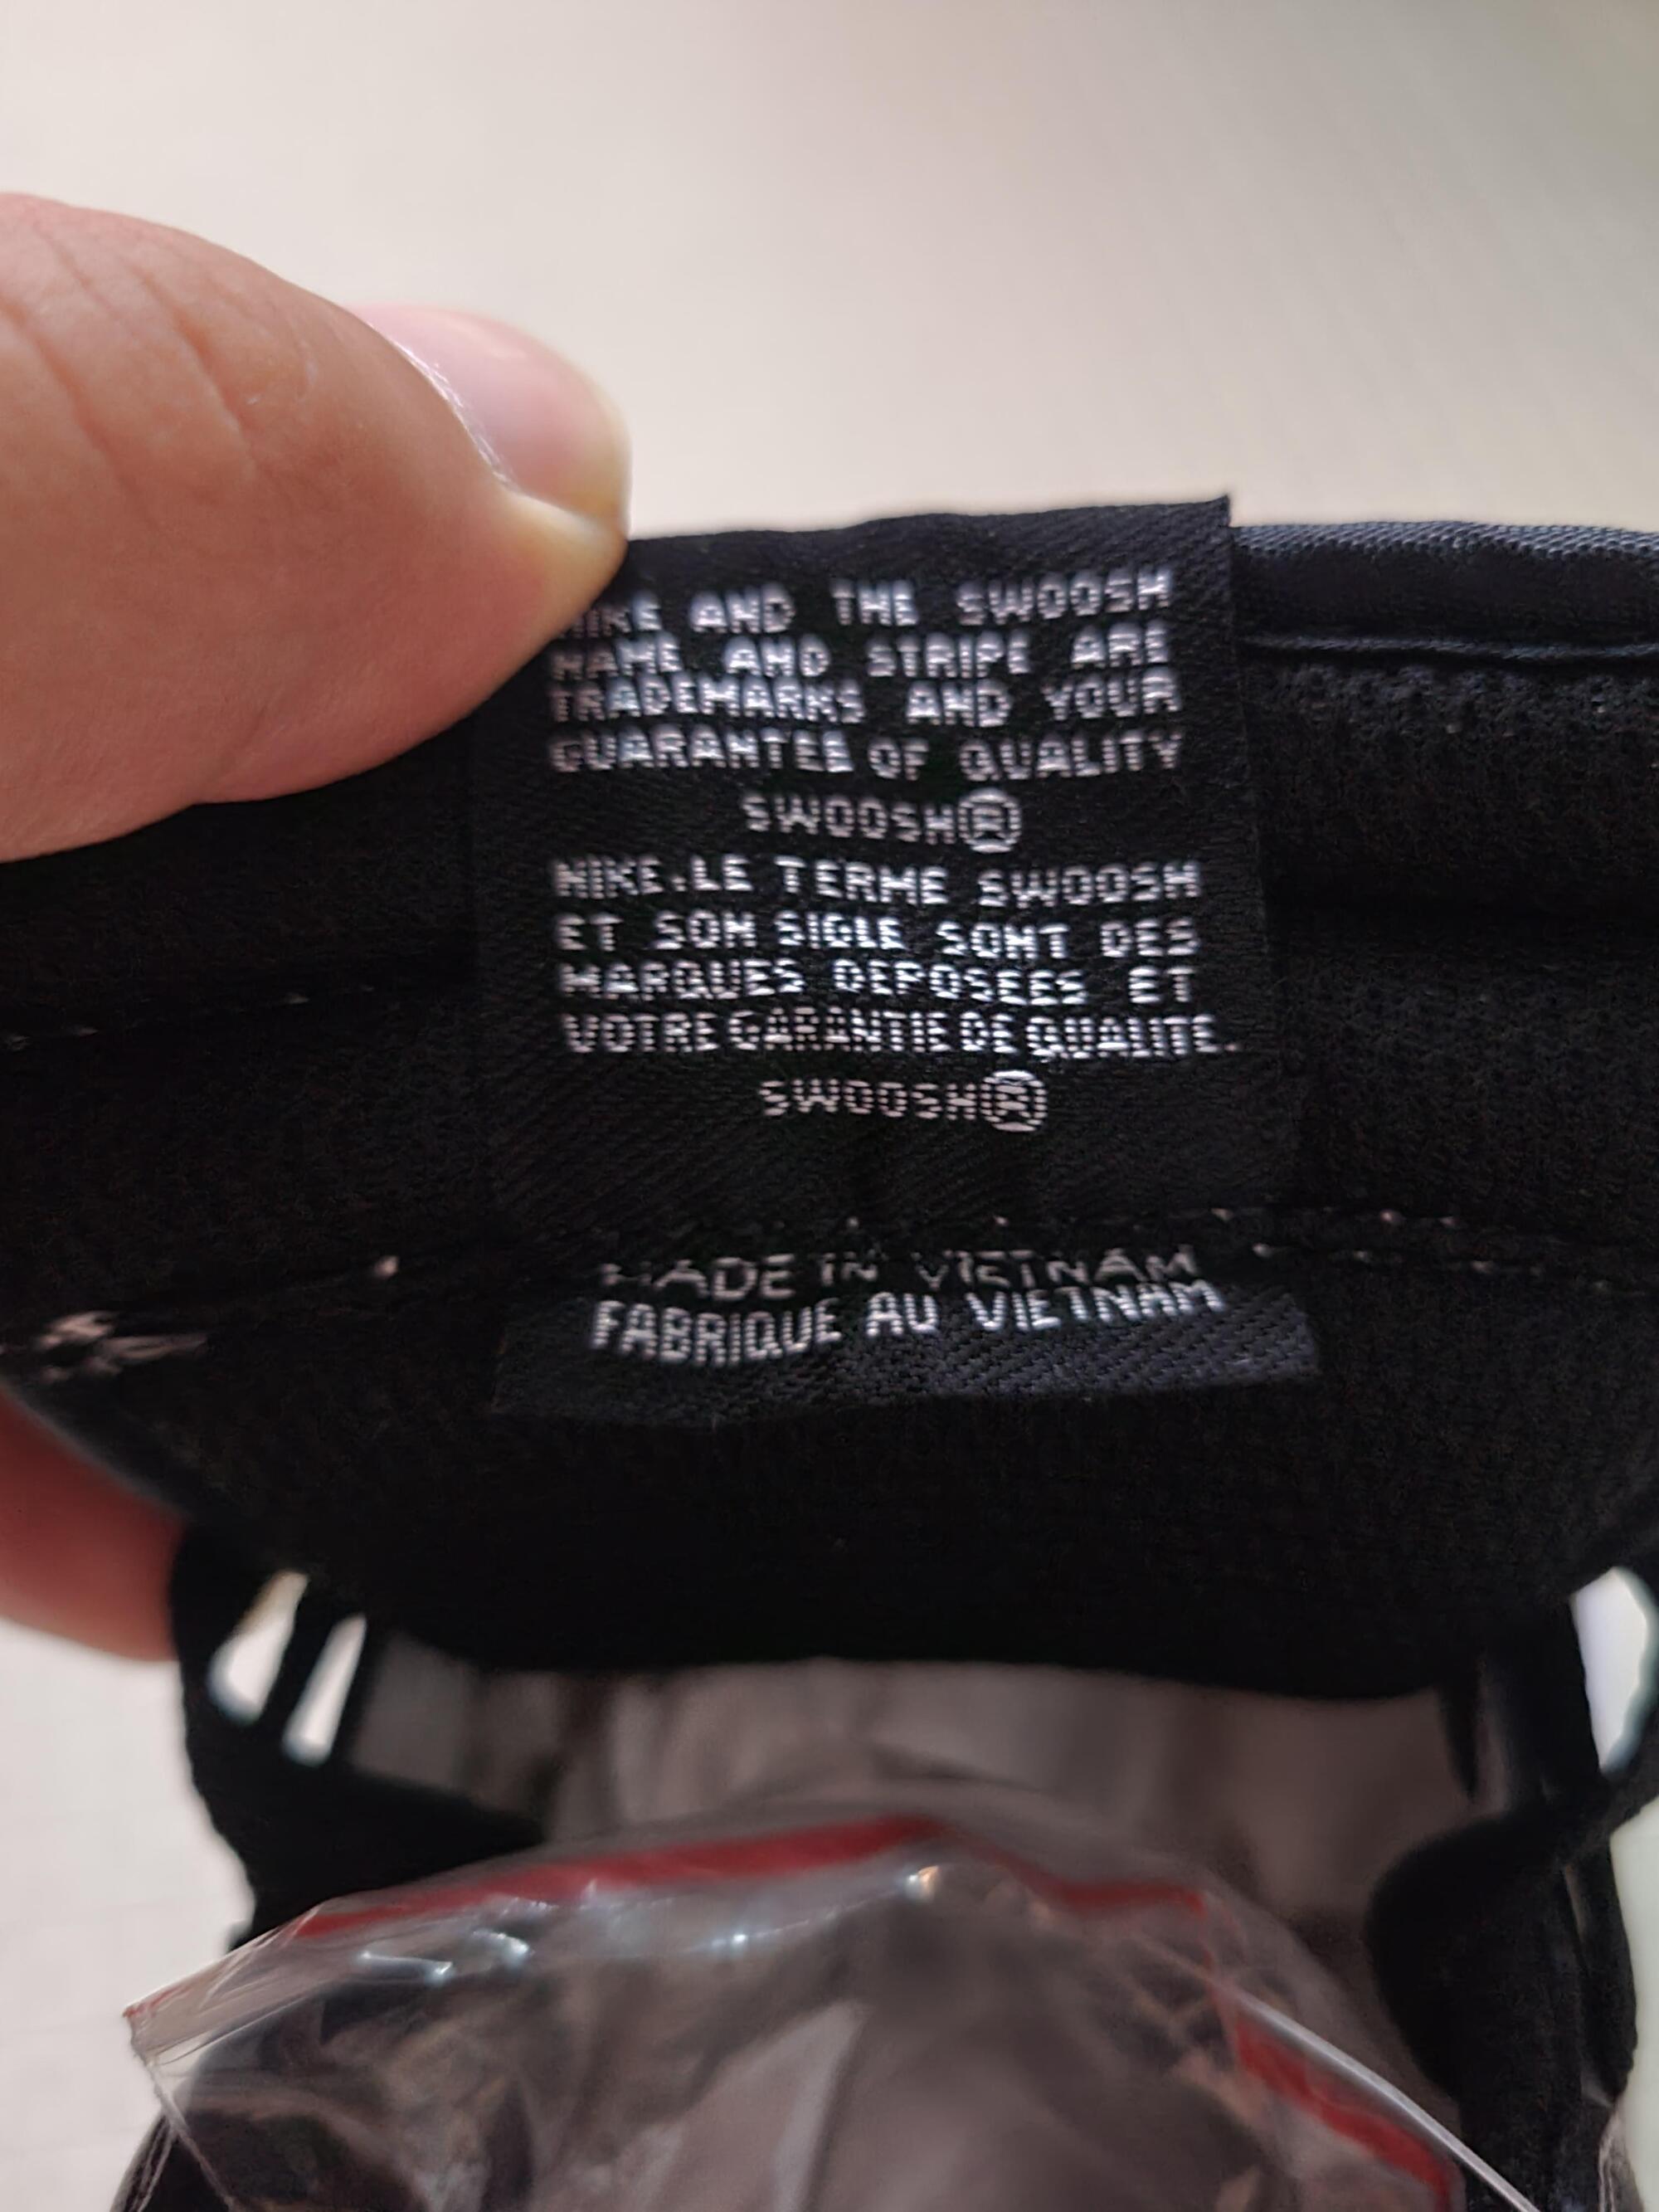 NIKE AND THE SWOOSH
NAME AND STRIPE ARE
TRADEMARKS AND YOUR
GUARANTEE OF QUALITY
SWOOSH®
NIKE.LE TERME SWOOSH
ET SON SIGLE SONT DES
MARQUES DEPOSEES ET
VOTRE GARANTIE DE QUALITE.
SWOOSH®
MADE IN VIETNAM
FABRIQUE AU VIETNAM